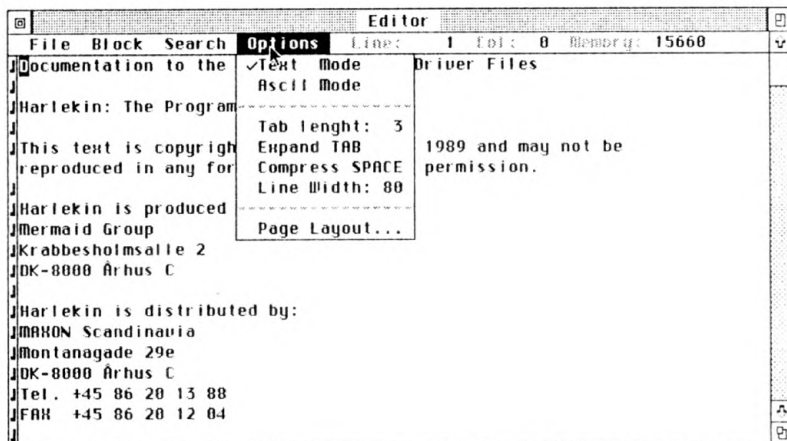 Editor
File Block Search Options Line: 1 Col: 0 Memory: 15660
Documentation to the Driver Files
✓Text Mode
Ascii Mode
Harlekin: The Program
Tab lenght: 3
This text is copyrigh 1989 and may not be
Expand TAB
reproduced in any for permission.
Compress SPACE
Line Width: 80
Harlekin is produced
Mermaid Group
Page Layout...
Krabbesholmsalle 2
DK-8000 Århus C
Harlekin is distributed by:
MAXON Scandinavia
Montanagade 29e
DK-8000 Århus C
Tel. +45 86 20 13 88
FAX +45 86 20 12 04